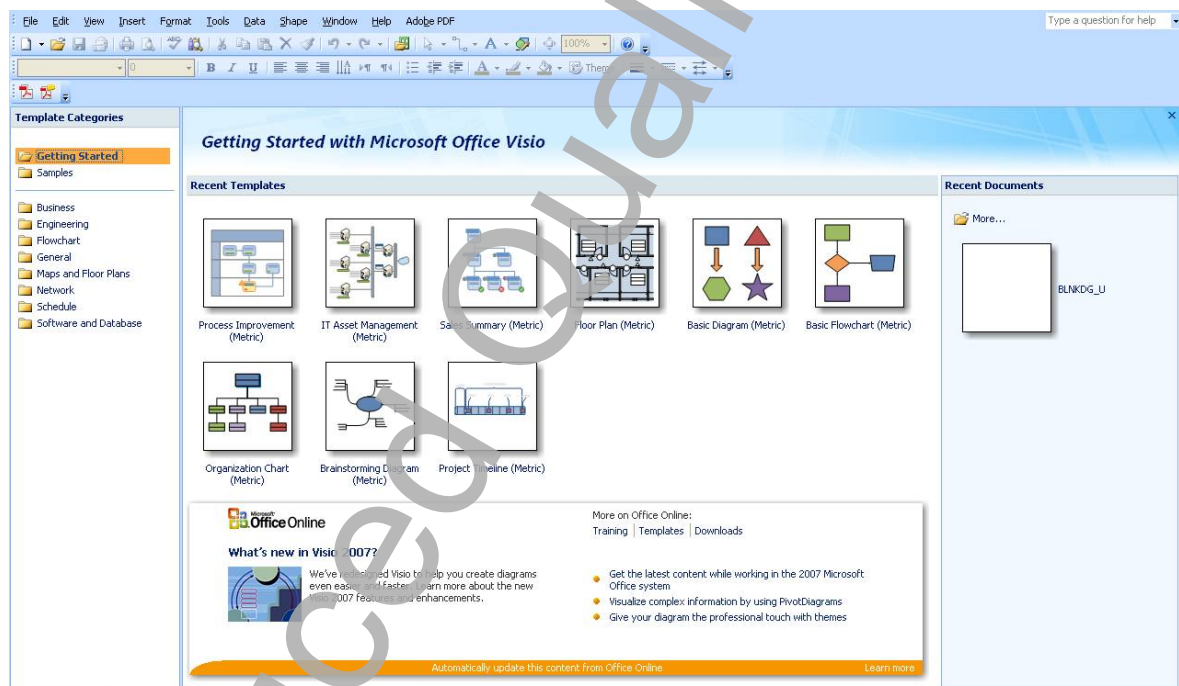 File Edit View Insert Format Tools Data Shape Window Help Adobe PDF
Type a question for help
100%
0
B I U
A
Template Categories
Getting Started
Samples
Business
Engineering
Flowchart
General
Maps and Floor Plans
Network
Schedule
Software and Database
Getting Started with Microsoft Office Visio
Recent Templates
Process Improvement
(Metric)
IT Asset Management
(Metric)
Sales Summary (Metric)
Floor Plan (Metric)
Basic Diagram (Metric)
Basic Flowchart (Metric)
Organization Chart
(Metric)
Brainstorming Diagram
(Metric)
Project Timeline (Metric)
Microsoft
Office Online
What's new in Visio 2007?
We've redesigned Visio to help you create diagrams
even easier and faster. Learn more about the new
Visio 2007 features and enhancements.
More on Office Online:
Training | Templates | Downloads
Get the latest content while working in the 2007 Microsoft
Office system
Visualize complex information by using PivotDiagrams
Give your diagram the professional touch with themes
Automatically update this content from Office Online
Learn more
Recent Documents
More...
BLNKDG_U